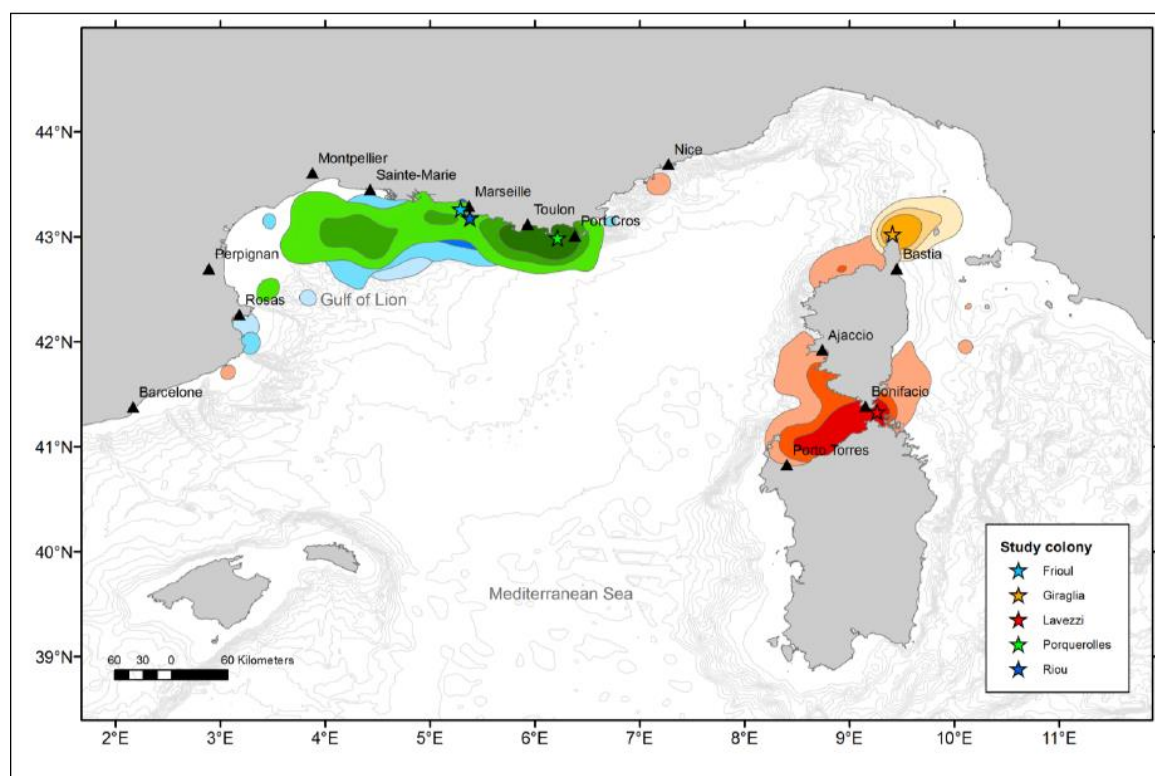 44°N
43°N
42°N
41°N
40°N
39°N
Montpellier
Sainte-Marie
Marseille
Toulon
Port Cros
Nice
Perpignan
Rosas
Gulf of Lion
Barcelone
Bastia
Ajaccio
Bonifacio
Porto Torres
Mediterranean Sea
60 30 0 60 Kilometers
Study colony
Frioul
Giraglia
Lavezzi
Porquerolles
Riou
2°E 3°E 4°E 5°E 6°E 7°E 8°E 9°E 10°E 11°E